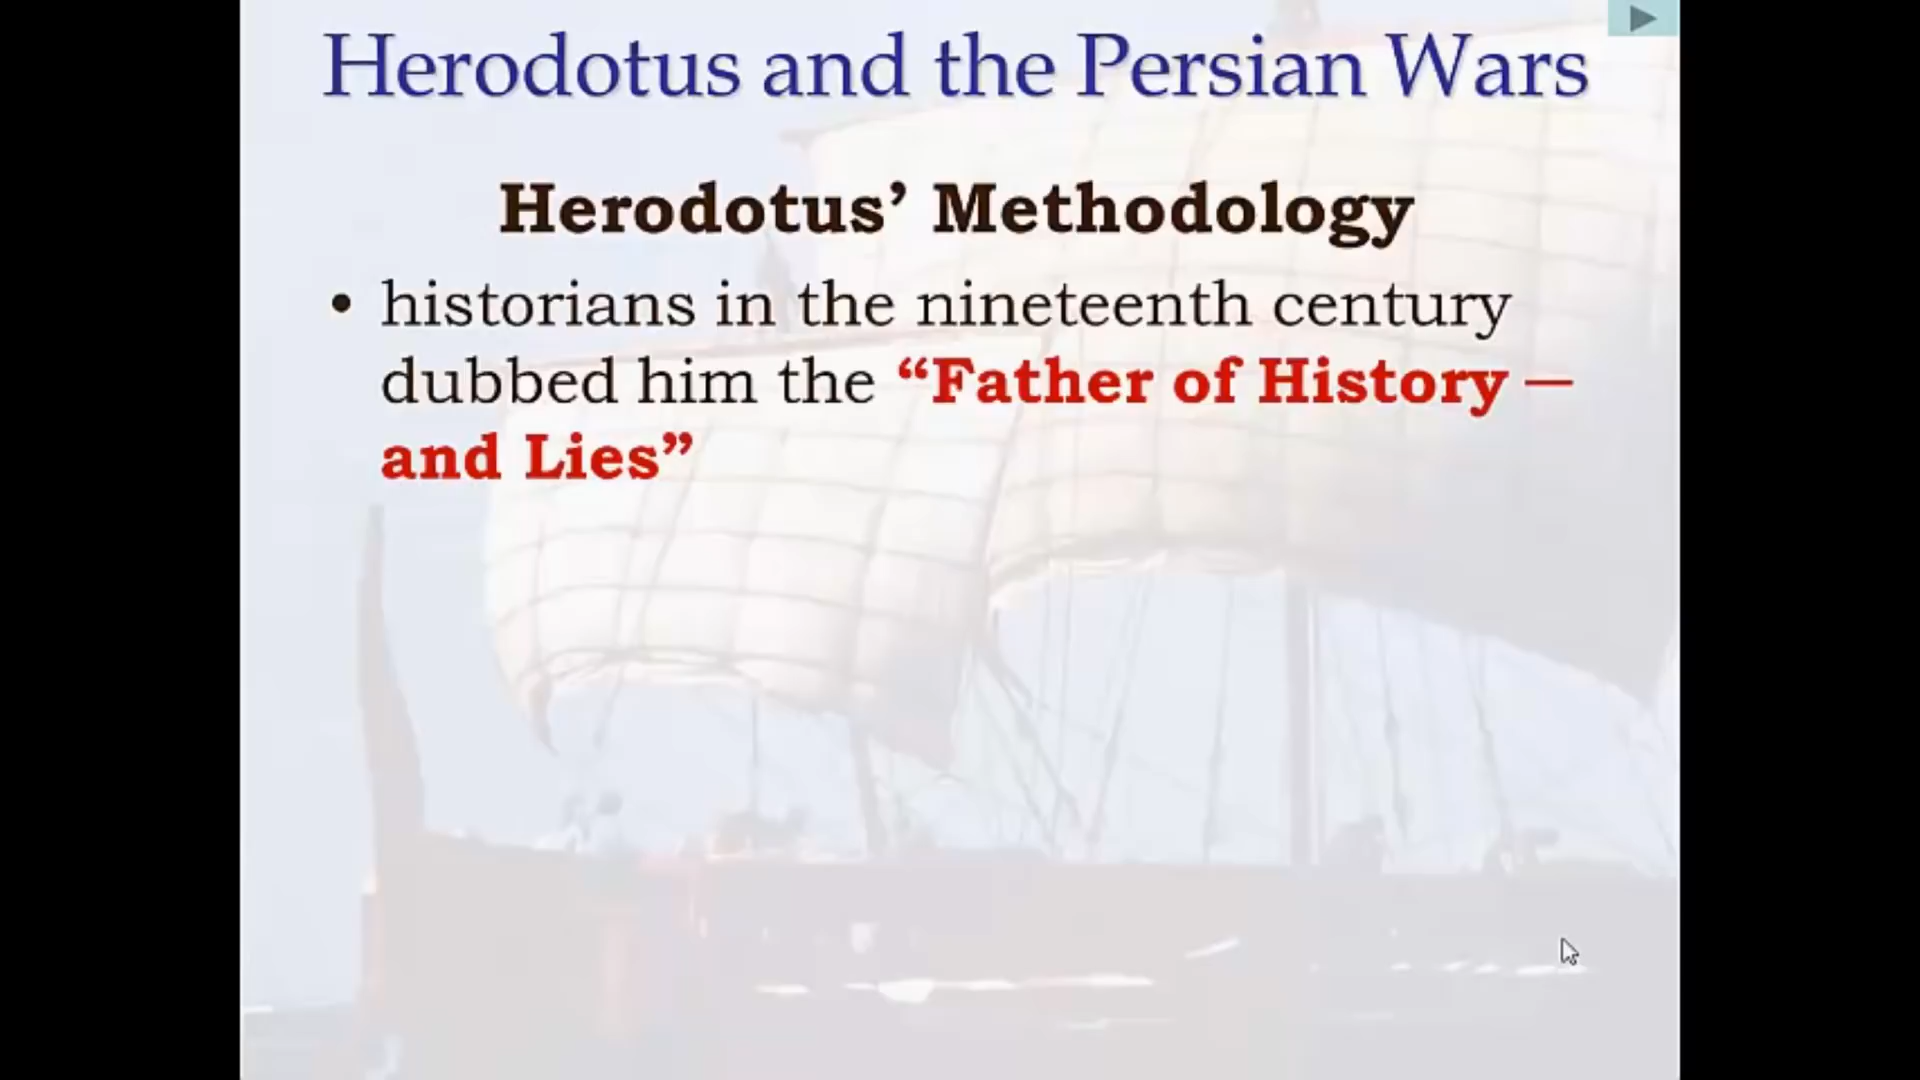 Herodotus and the Persian Wars
Herodotus’ Methodology
• historians in the nineteenth century
dubbed him the “Father of History —
and Lies”